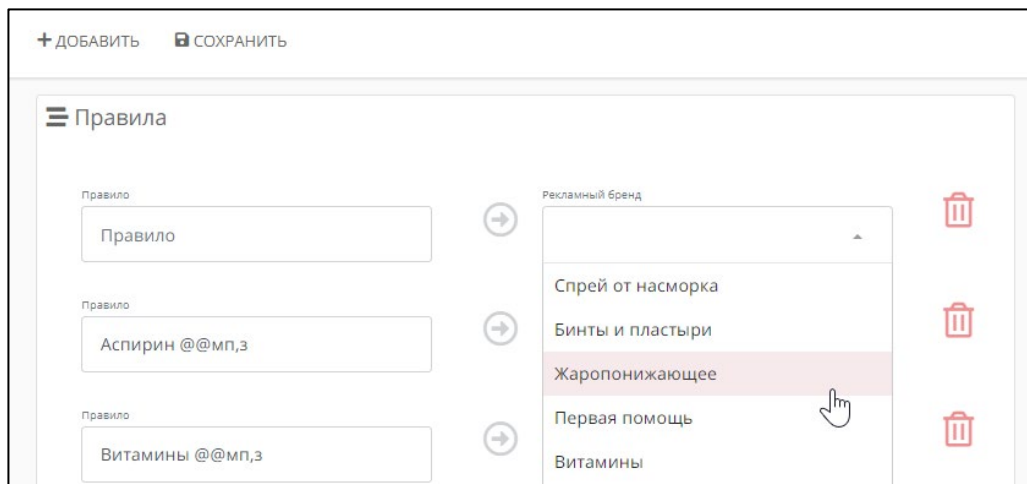 + ДОБАВИТЬ СОХРАНИТЬ
Правила
Правило Рекламный бренд
Правило
Спрей от насморка
Правило
Бинты и пластыри
Аспирин @@мп,з
Жаропонижающее
Правило
Первая помощь
Витамины @@мп,з
Витамины